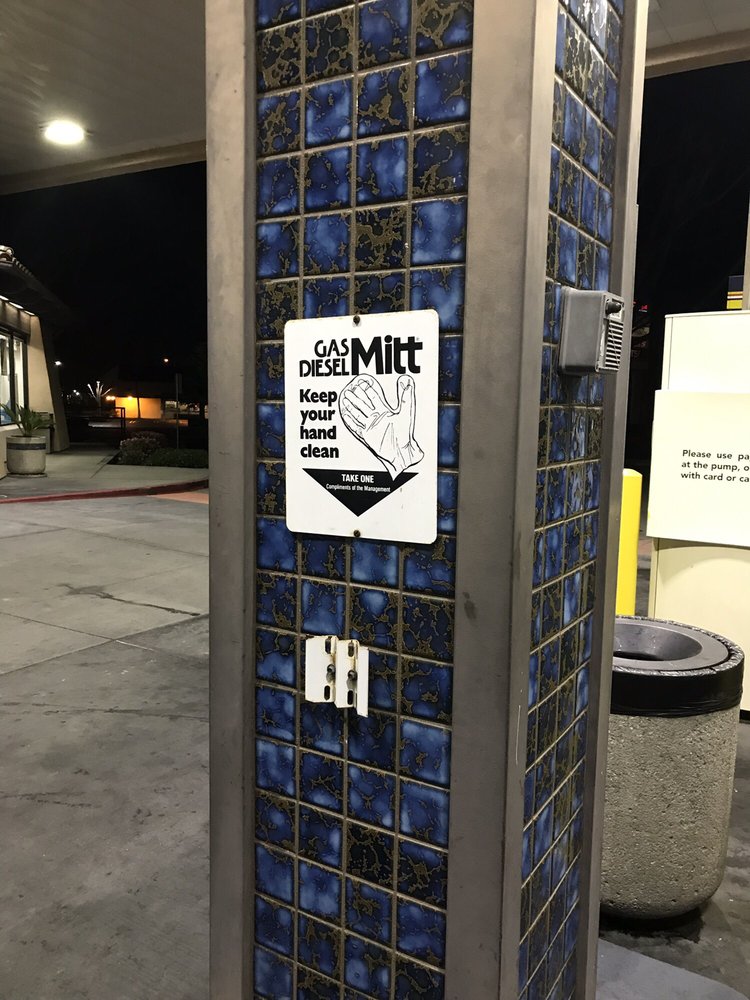 GAS
DIESEL Mitt
Keep
your
hand
clean
TAKE ONE
Compliments of the Management
Please use pa
at the pump, o
with card or ca